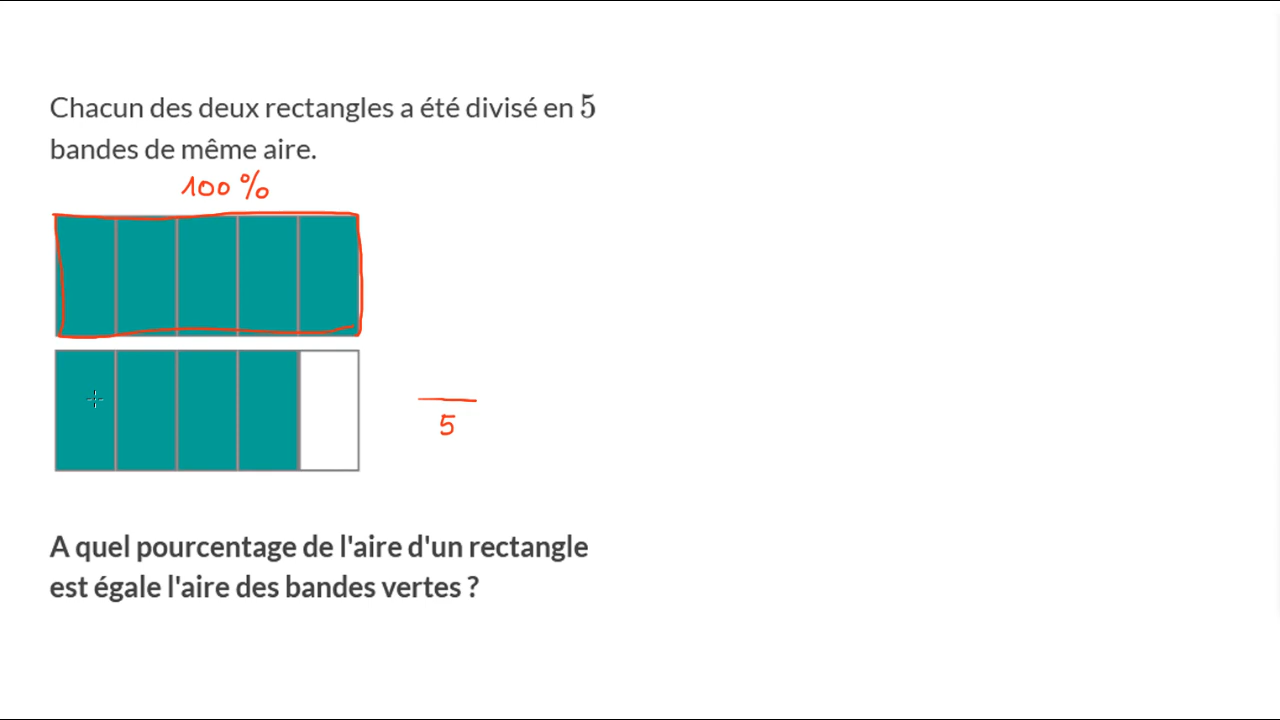 Chacun des deux rectangles a été divisé en 5
bandes de même aire.
100 %
5
A quel pourcentage de l'aire d'un rectangle
est égale l'aire des bandes vertes ?